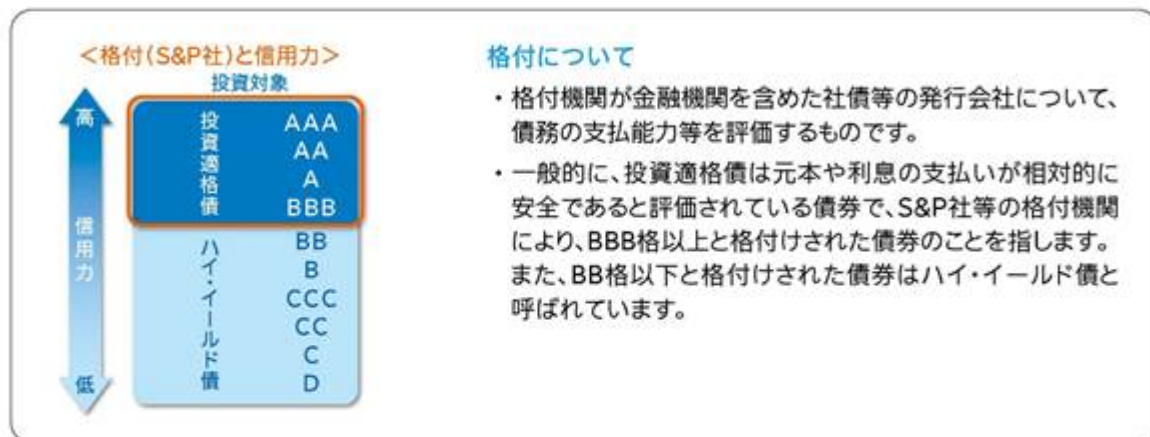 <格付(S&P社)と信用力>
投資対象
高
信用力
低
投資適格債
AAA
AA
A
BBB
ハイ・イールド債
BB
B
CCC
CC
C
D
格付について
・格付機関が金融機関を含めた社債等の発行会社について、
債務の支払能力等を評価するものです。
・一般的に、投資適格債は元本や利息の支払いが相対的に
安全であると評価されている債券で、S&P社等の格付機関
により、BBB格以上と格付けされた債券のことを指します。
また、BB格以下と格付けされた債券はハイ・イールド債と
呼ばれています。